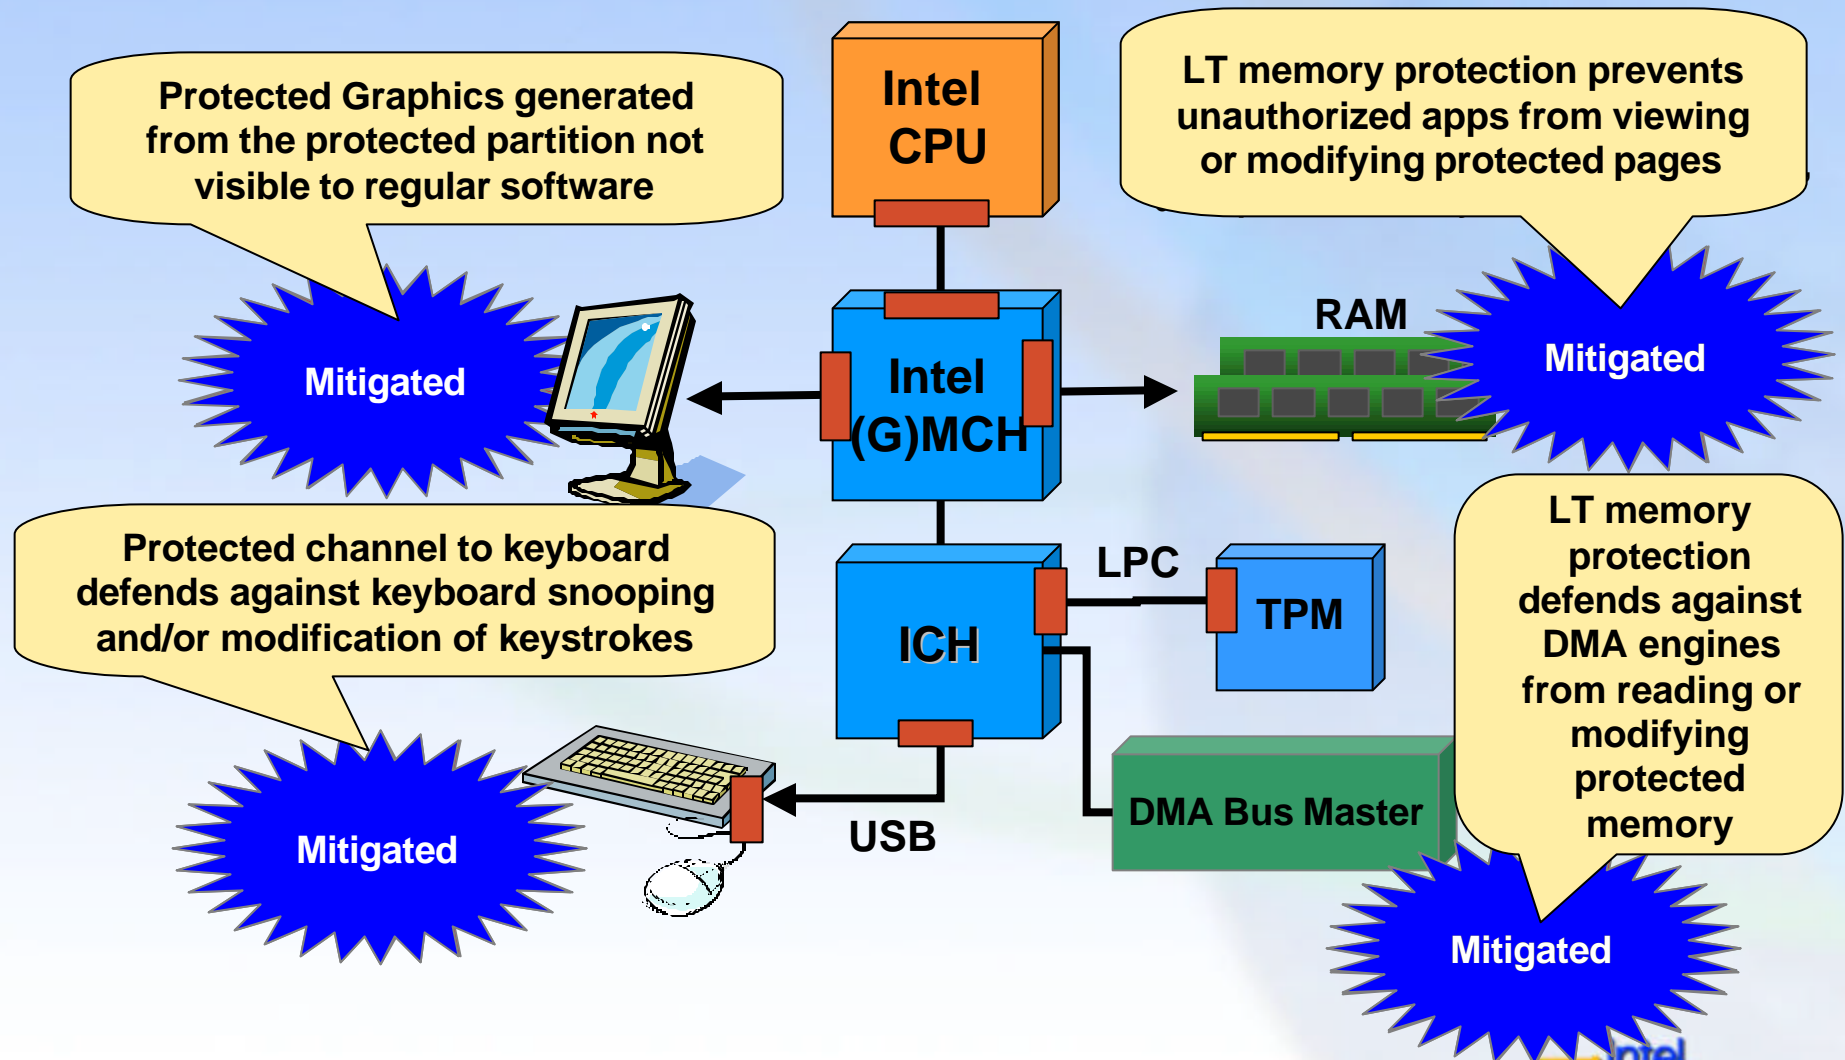 Protected Graphics generated
from the protected partition not
visible to regular software
Intel
CPU
LT memory protection prevents
unauthorized apps from viewing
or modifying protected pages
Mitigated
Intel
(G)MCH
RAM
Mitigated
Protected channel to keyboard
defends against keyboard snooping
and/or modification of keystrokes
ICH
LPC
TPM
LT memory
protection
defends against
DMA engines
from reading or
modifying
protected
memory
Mitigated
USB
DMA Bus Master
Mitigated
intel